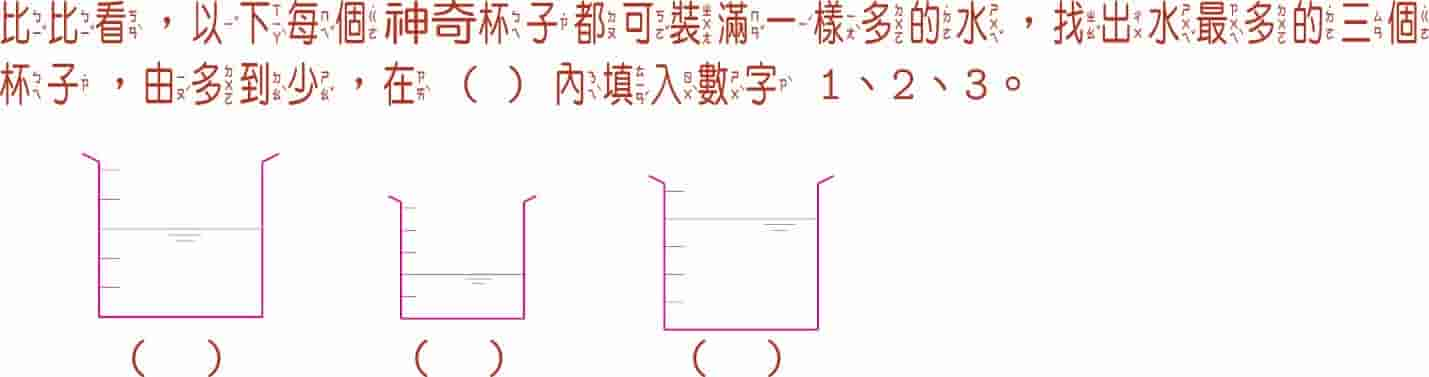 比比看，以下每個神奇杯子都可裝滿一樣多的水，找出水最多的三個
杯子，由多到少，在（ ）內填入數字 1、2、3。
（ ） （ ） （ ）